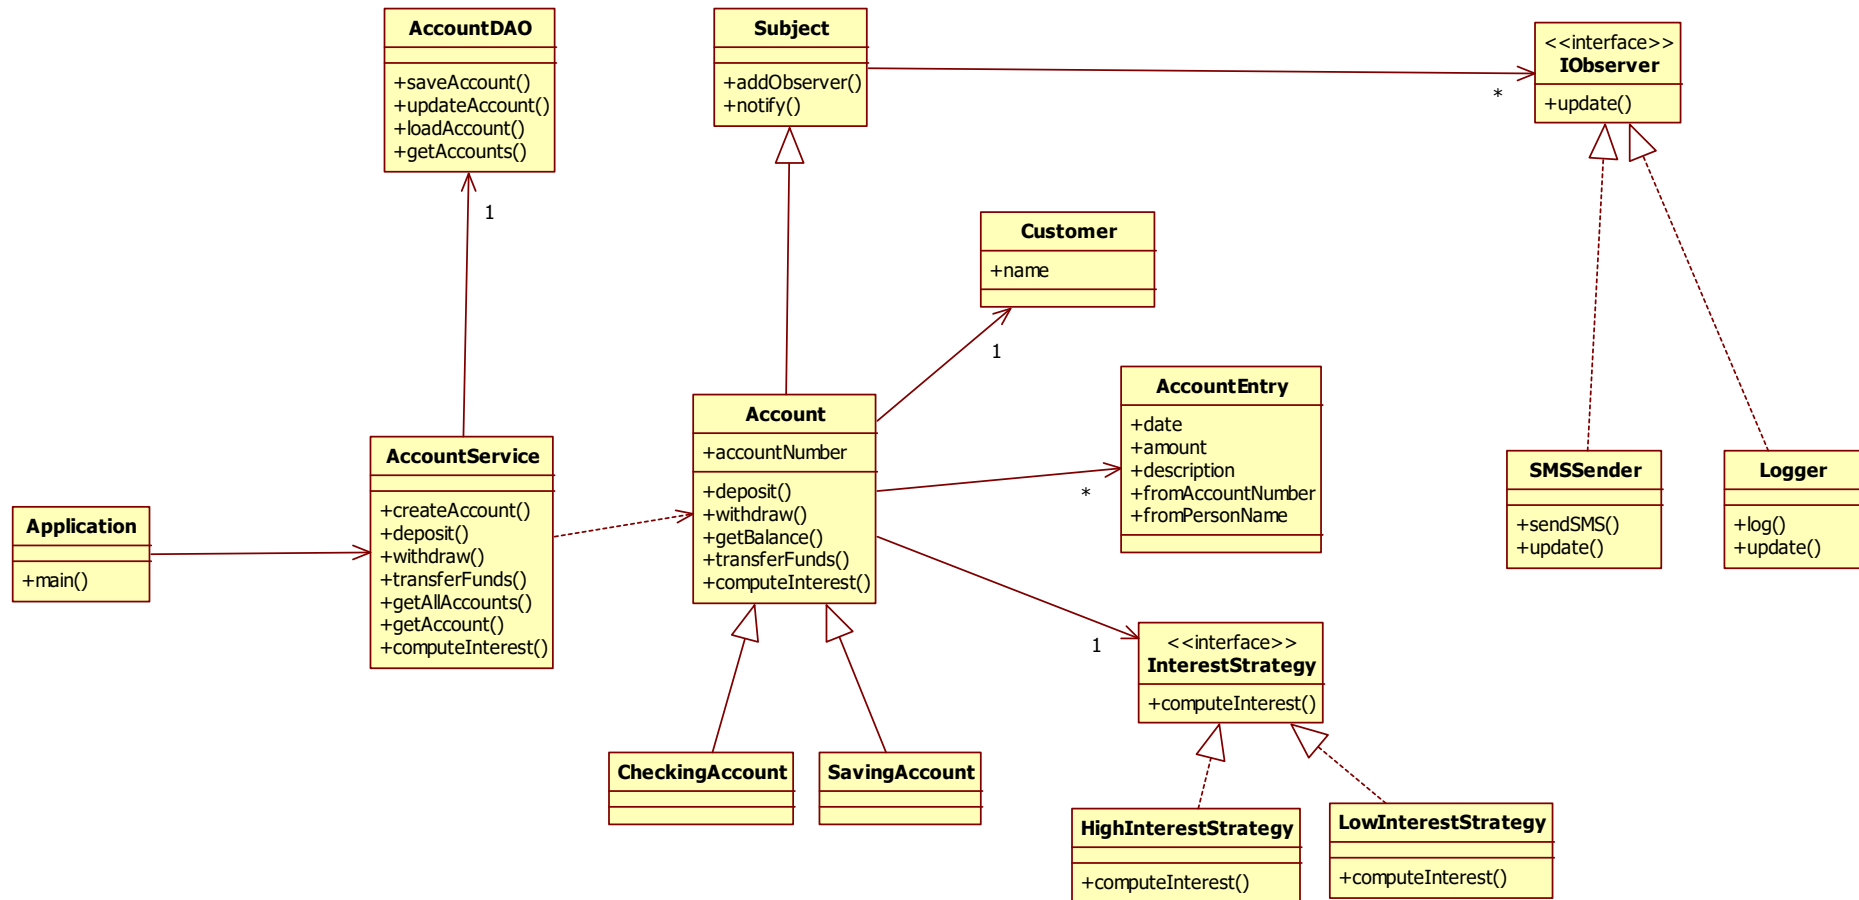 AccountDAO
+saveAccount()
+updateAccount()
+loadAccount()
+getAccounts()
Subject
+addObserver()
+notify()
<<interface>>
IObserver
+update()
*
1
Customer
+name
1
AccountEntry
+date
+amount
+description
+fromAccountNumber
+fromPersonName
*
Account
+accountNumber
+deposit()
+withdraw()
+getBalance()
+transferFunds()
+computeInterest()
AccountService
+createAccount()
+deposit()
+withdraw()
+transferFunds()
+getAllAccounts()
+getAccount()
+computeInterest()
Application
+main()
SMSSender
+sendSMS()
+update()
Logger
+log()
+update()
1
<<interface>>
InterestStrategy
+computeInterest()
CheckingAccount
SavingAccount
HighInterestStrategy
+computeInterest()
LowInterestStrategy
+computeInterest()